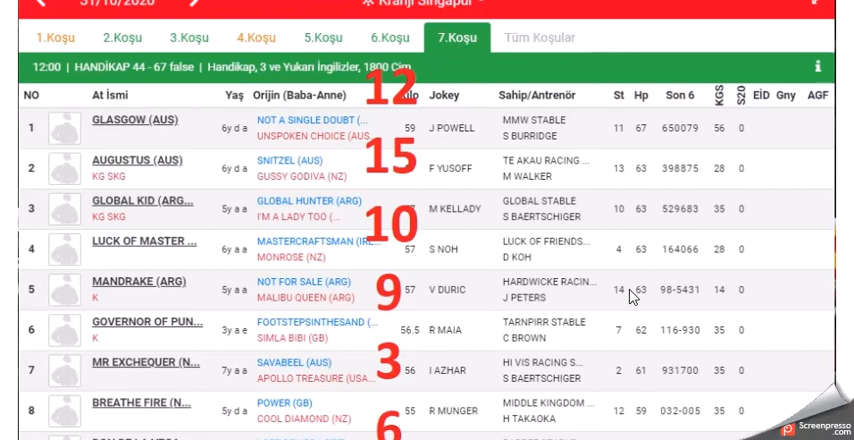 31/10/2020 Kranji Singapur
1.Koşu 2.Koşu 3.Koşu 4.Koşu 5.Koşu 6.Koşu 7.Koşu Tüm Koşular
12:00 | HANDİKAP 44 - 67 false | Handikap, 3 ve Yukarı İngilizler, 1800 Çim
12
NO At İsmi Yaş Orijin (Baba-Anne) Jokey Sahip/Antrenör St Hp Son 6 KGS S20 EİD Gny AGF
1 GLASGOW (AUS) 6y d a NOT A SINGLE DOUBT (... 59 J POWELL MMW STABLE 11 67 650079 56 0
UNSPOKEN CHOICE (AUS S BURRIDGE
15
2 AUGUSTUS (AUS) 6y d a SNITZEL (AUS) F YUSOFF TE AKAU RACING ... 13 63 398875 28 0
KG SKG GUSSY GODIVA (NZ) M WALKER
3 GLOBAL KID (ARG... 5y a a GLOBAL HUNTER (ARG) M KELLADY GLOBAL STABLE 10 63 529683 35 0
KG SKG I'M A LADY TOO (... S BAERTSCHIGER
10
4 LUCK OF MASTER ... 6y a a MASTERCRAFTSMAN (IRE... 57 S NOH LUCK OF FRIENDS... 4 63 164066 28 0
MONROSE (NZ) D KOH
5 MANDRAKE (ARG) 5y a a NOT FOR SALE (ARG) 57 V DURIC HARDWICKE RACIN... 14 63 98-5431 14 0
K MALIBU QUEEN (ARG) J PETERS
9
6 GOVERNOR OF PUN... 3y a e FOOTSTEPSINTHESAND (... 56.5 R MAIA TARNPIRR STABLE 7 62 116-930 35 0
K SIMLA BIBI (GB) C BROWN
3
7 MR EXCHEQUER (N... 7y a a SAVABEEL (AUS) 56 I AZHAR HI VIS RACING S... 2 61 931700 35 0
APOLLO TREASURE (USA... S BAERTSCHIGER
8 BREATHE FIRE (N... 5y d a POWER (GB) 55 R MUNGER MIDDLE KINGDOM ... 12 59 032-005 35 0
COOL DIAMOND (NZ) H TAKAOKA
6
Screenpresso
.com